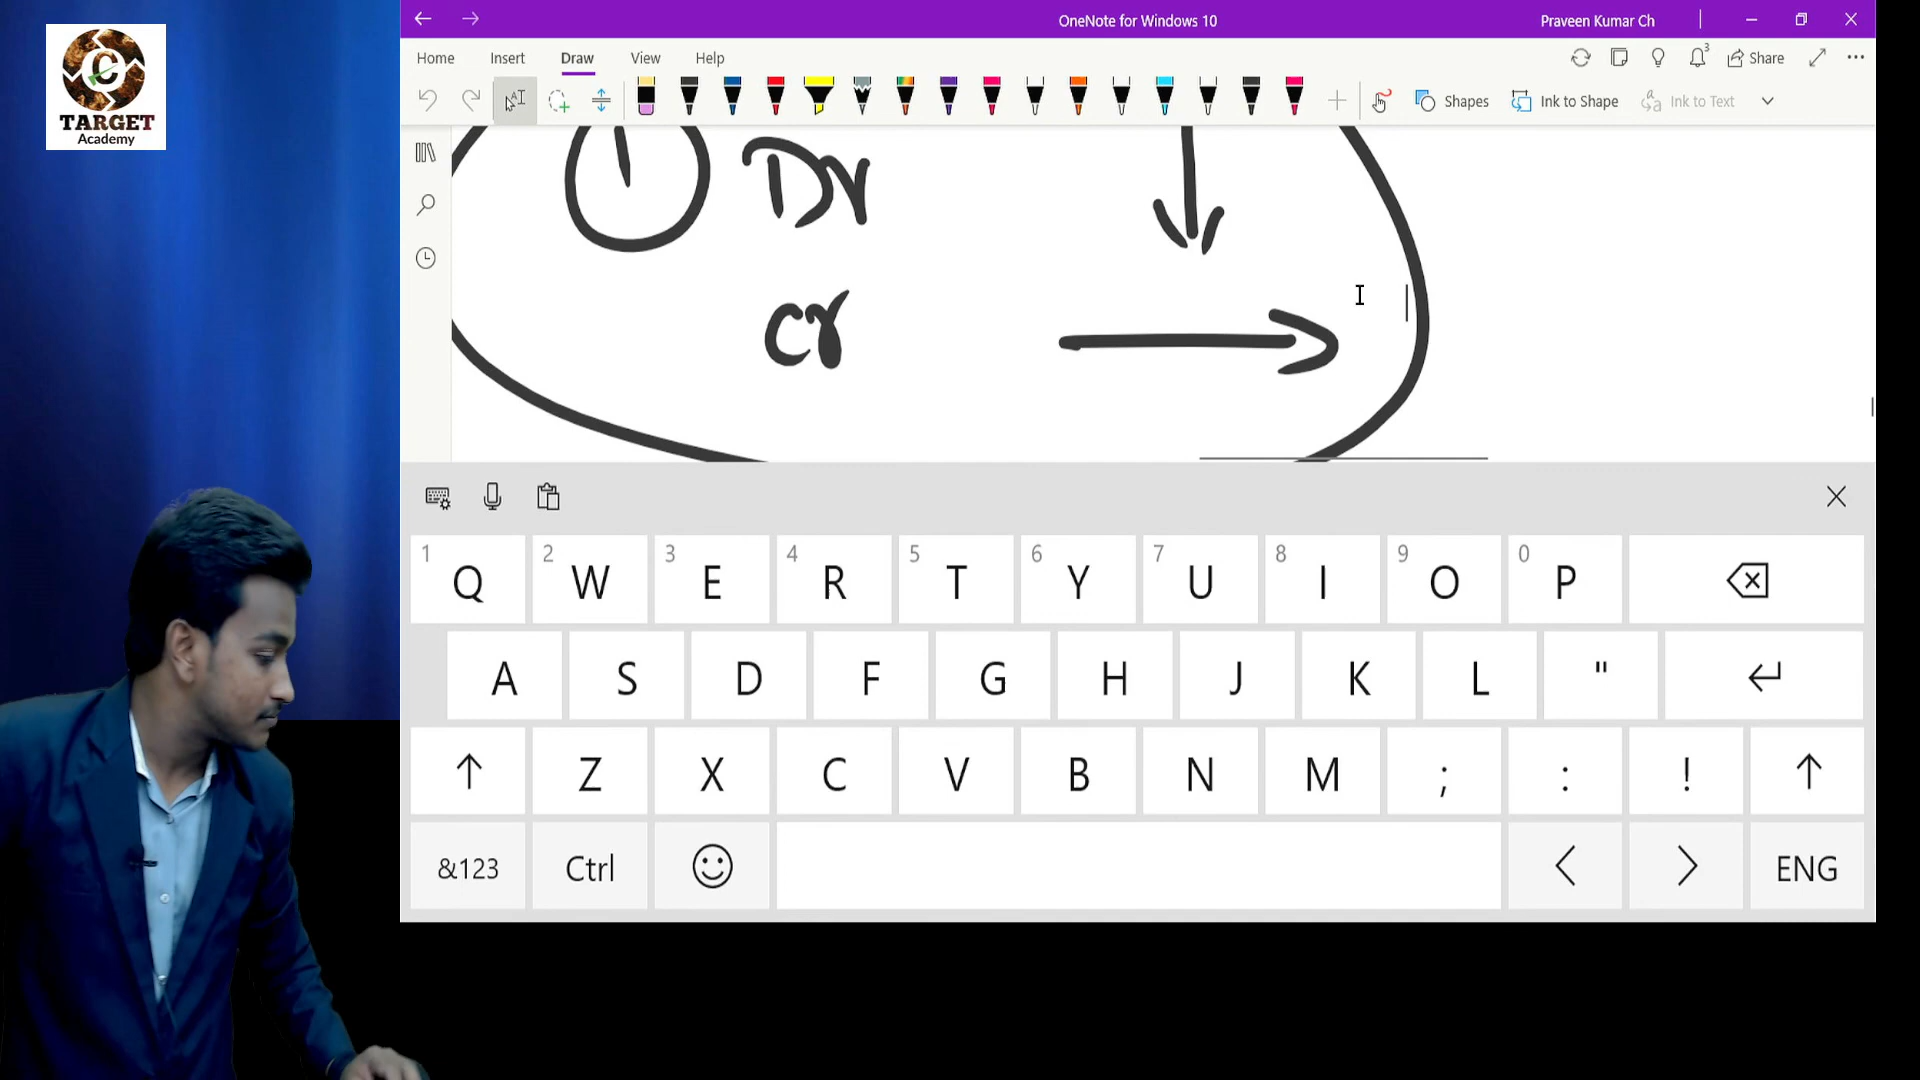 TARGET
Academy
OneNote for Windows 10
Praveen Kumar Ch
Home Insert Draw View Help
3
Share
Shapes Ink to Shape Ink to Text
1 Dr
cr
1 Q 2 W 3 E 4 R 5 T 6 Y 7 U 8 I 9 O 0 P
A S D F G H J K L "
Z X C V B N M ; : !
&123 Ctrl < > ENG